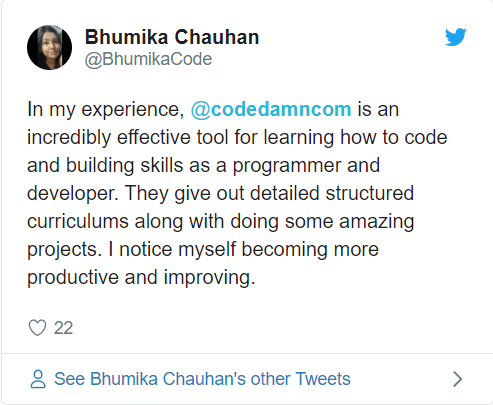 Bhumika Chauhan
@BhumikaCode
In my experience, @codedamncom is an
incredibly effective tool for learning how to code
and building skills as a programmer and
developer. They give out detailed structured
curriculums along with doing some amazing
projects. I notice myself becoming more
productive and improving.
22
See Bhumika Chauhan's other Tweets